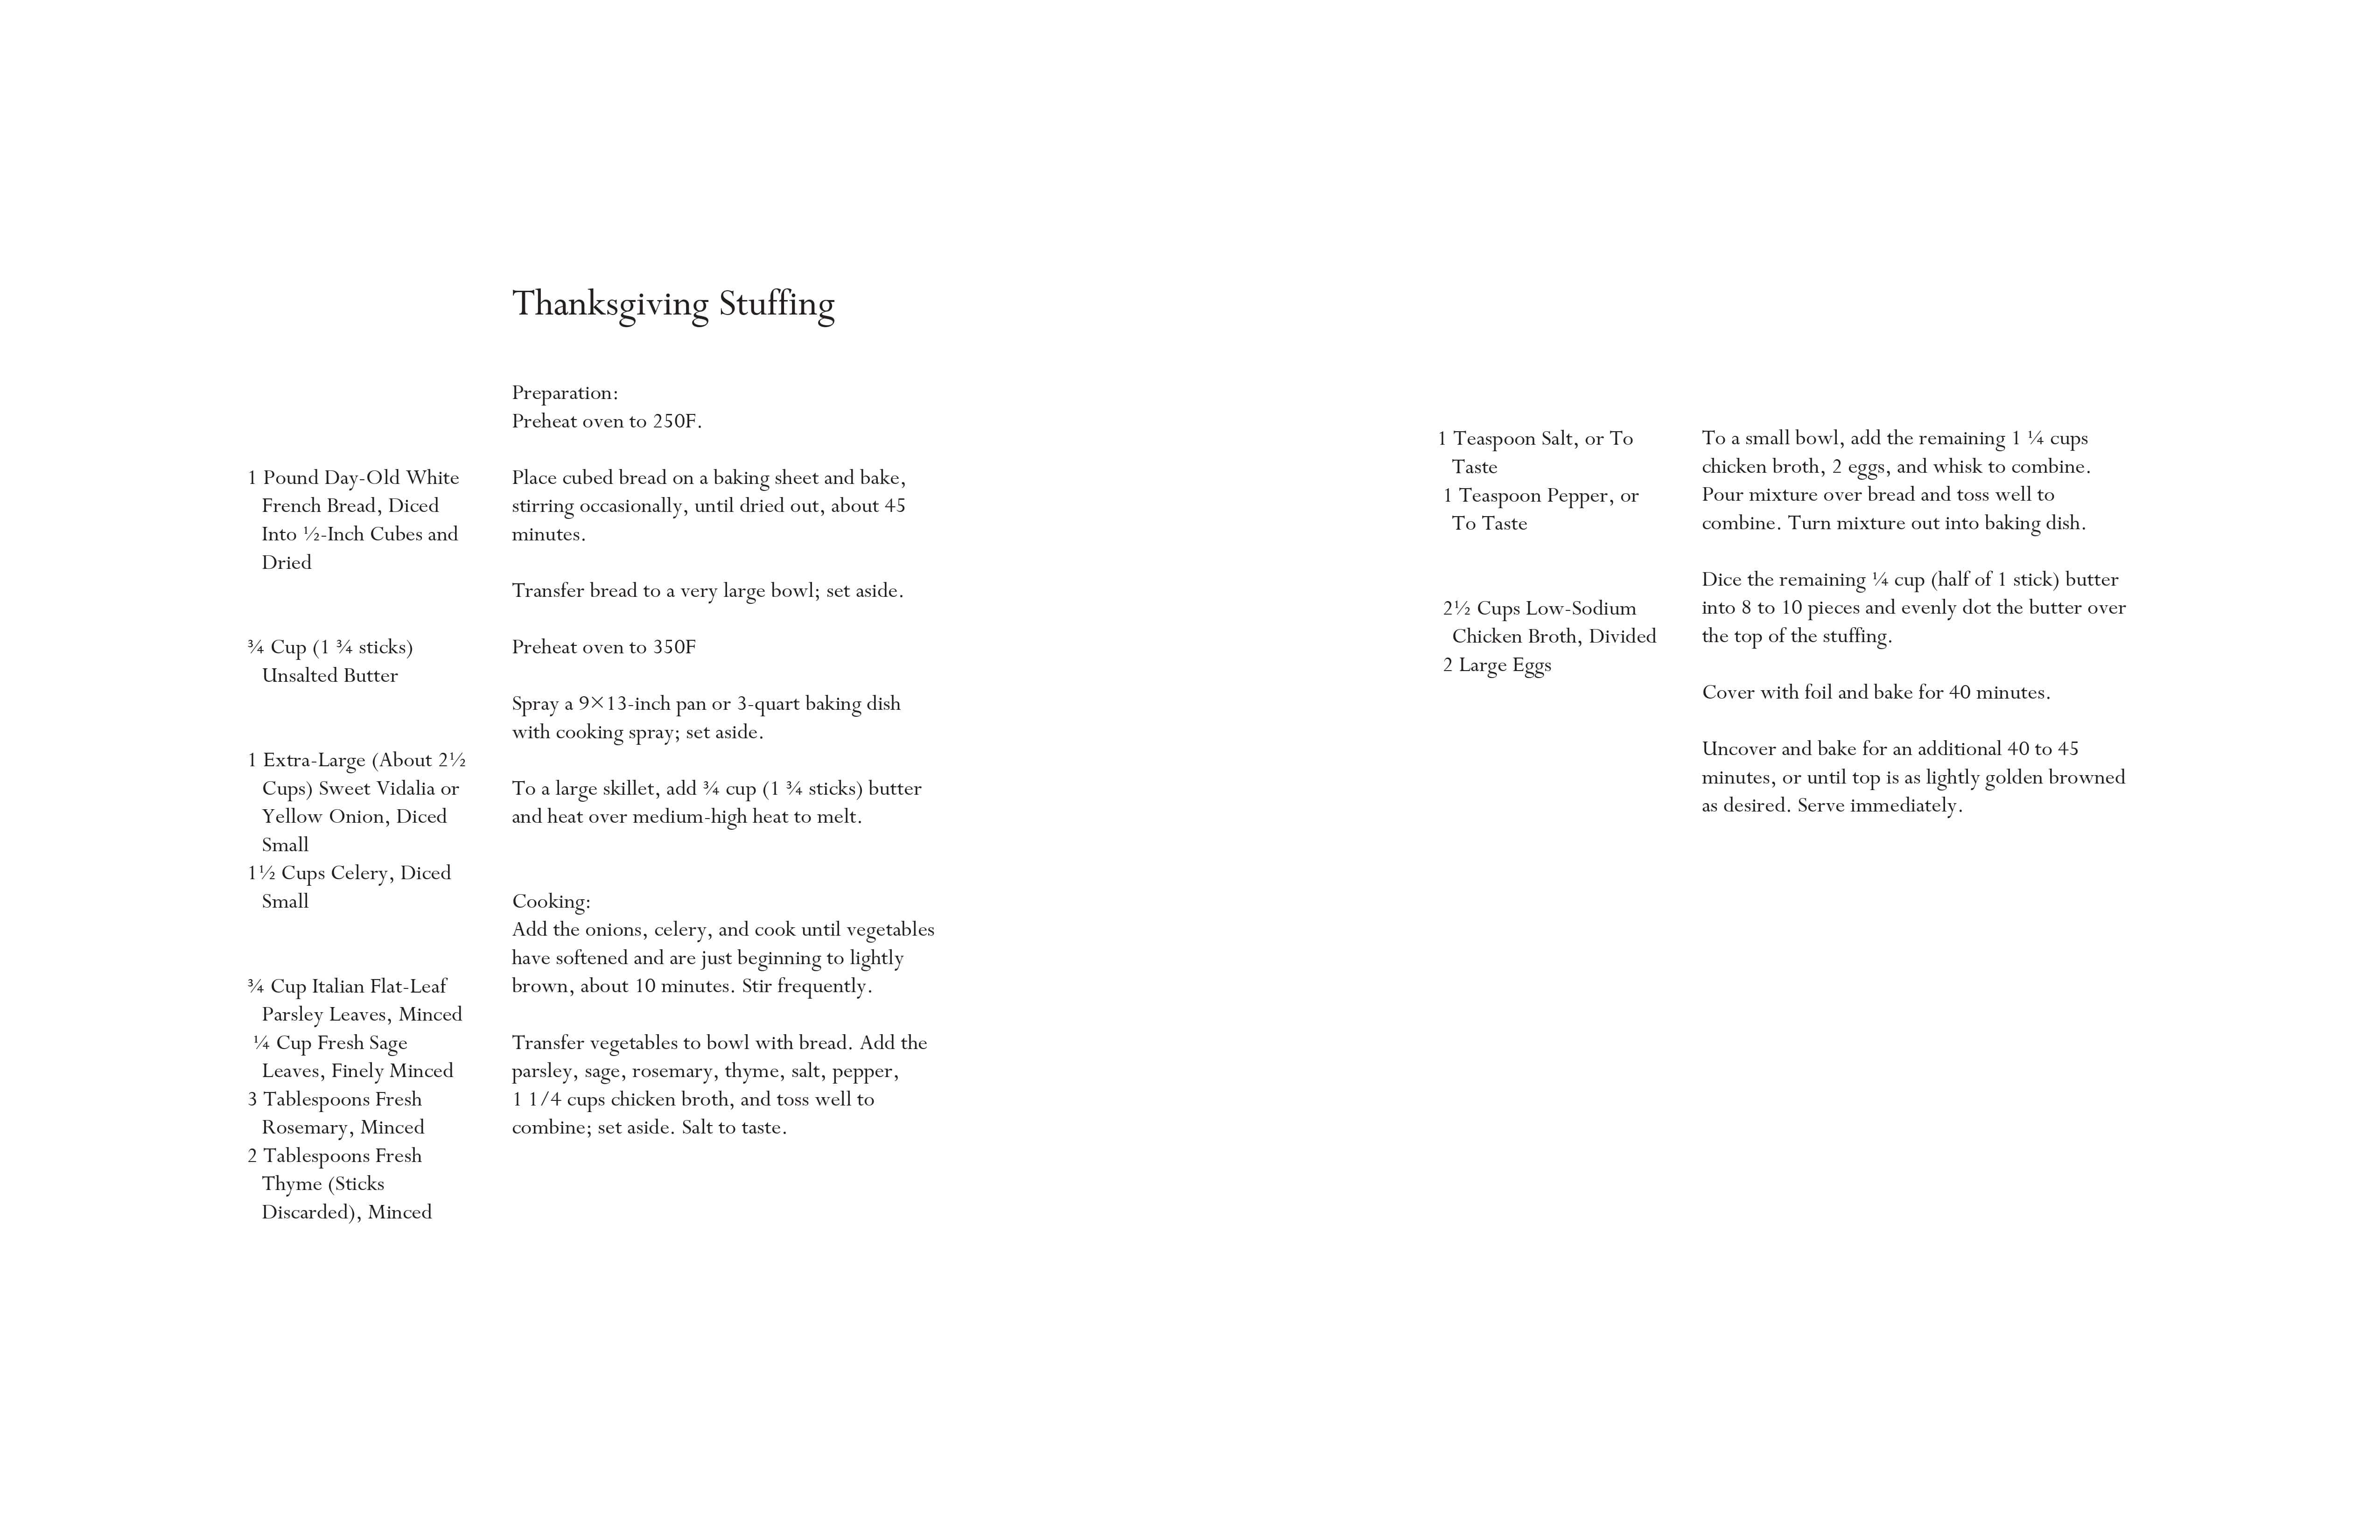 Thanksgiving Stuffing
1 Pound Day-Old White
French Bread, Diced
Into ½-Inch Cubes and
Dried
¾ Cup (1 ¾ sticks)
Unsalted Butter
1 Extra-Large (About 2½
Cups) Sweet Vidalia or
Yellow Onion, Diced
Small
1½ Cups Celery, Diced
Small
¾ Cup Italian Flat-Leaf
Parsley Leaves, Minced
¼ Cup Fresh Sage
Leaves, Finely Minced
3 Tablespoons Fresh
Rosemary, Minced
2 Tablespoons Fresh
Thyme (Sticks
Discarded), Minced
Preparation:
Preheat oven to 250F.
Place cubed bread on a baking sheet and bake,
stirring occasionally, until dried out, about 45
minutes.
Transfer bread to a very large bowl; set aside.
Preheat oven to 350F
Spray a 9×13-inch pan or 3-quart baking dish
with cooking spray; set aside.
To a large skillet, add ¾ cup (1 ¾ sticks) butter
and heat over medium-high heat to melt.
Cooking:
Add the onions, celery, and cook until vegetables
have softened and are just beginning to lightly
brown, about 10 minutes. Stir frequently.
Transfer vegetables to bowl with bread. Add the
parsley, sage, rosemary, thyme, salt, pepper,
1 1/4 cups chicken broth, and toss well to
combine; set aside. Salt to taste.
1 Teaspoon Salt, or To
Taste
1 Teaspoon Pepper, or
To Taste
2½ Cups Low-Sodium
Chicken Broth, Divided
2 Large Eggs
To a small bowl, add the remaining 1 ¼ cups
chicken broth, 2 eggs, and whisk to combine.
Pour mixture over bread and toss well to
combine. Turn mixture out into baking dish.
Dice the remaining ¼ cup (half of 1 stick) butter
into 8 to 10 pieces and evenly dot the butter over
the top of the stuffing.
Cover with foil and bake for 40 minutes.
Uncover and bake for an additional 40 to 45
minutes, or until top is as lightly golden browned
as desired. Serve immediately.